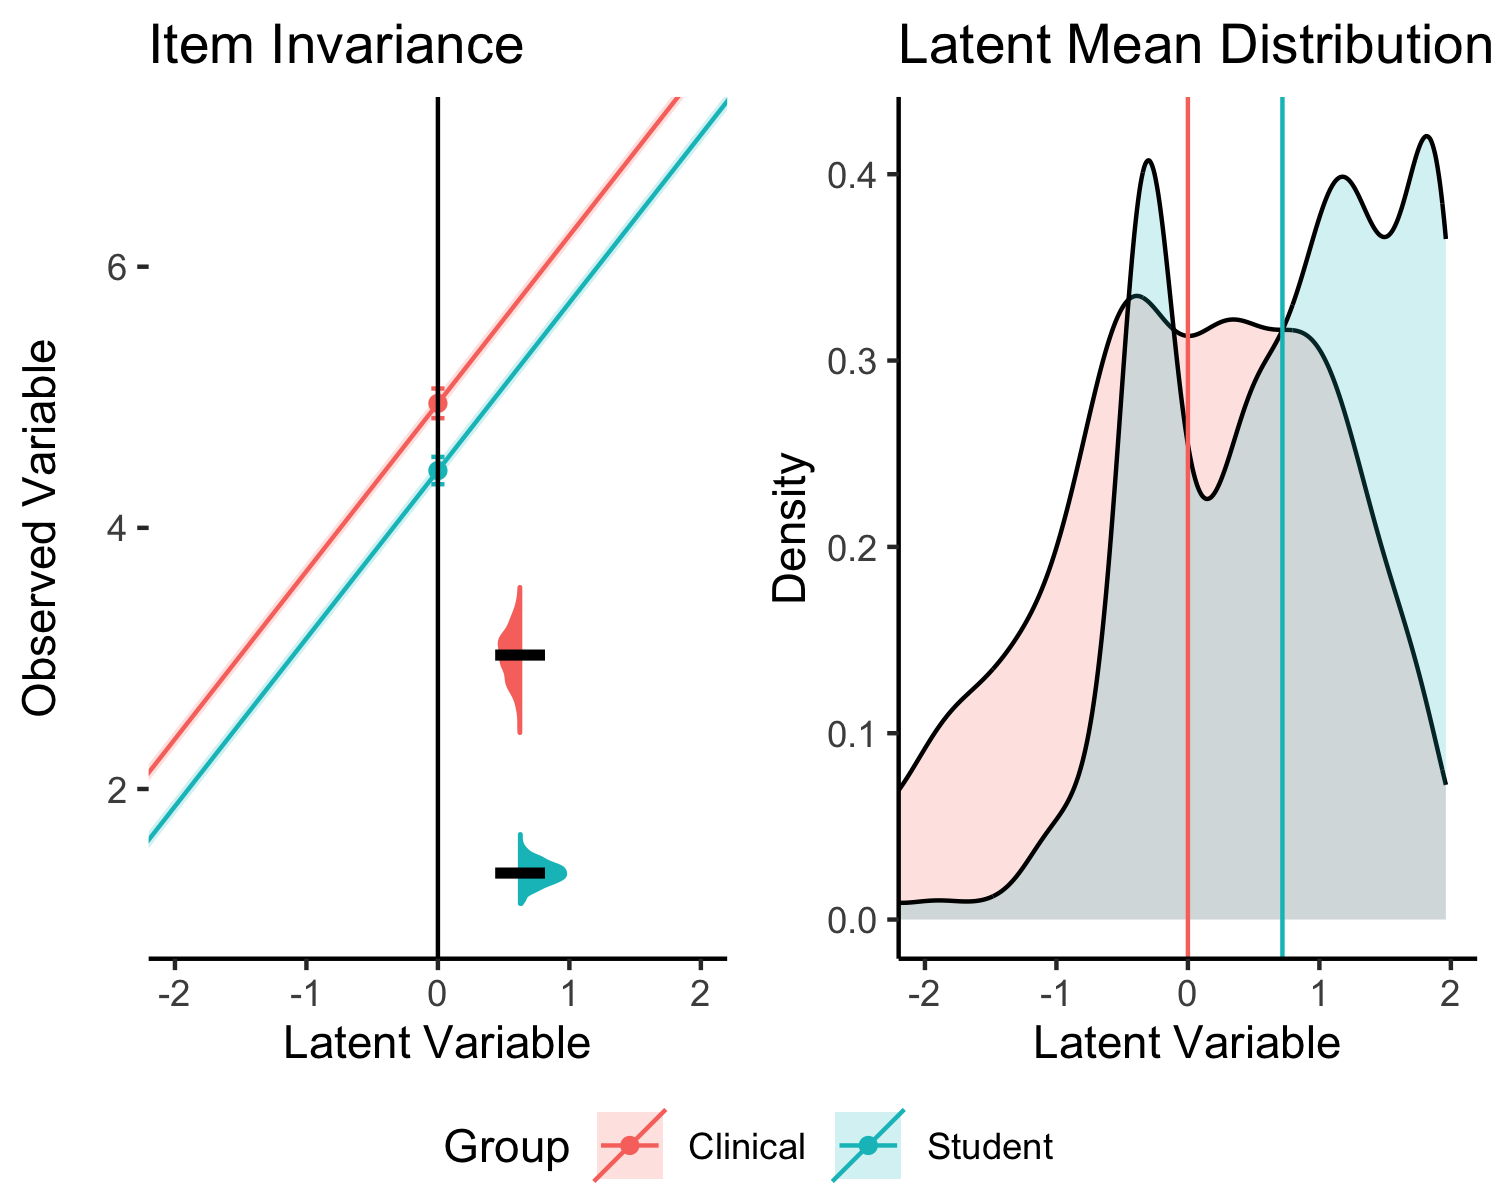 Item Invariance
Observed Variable
6
4
2
-2 -1 0 1 2
Latent Variable
Latent Mean Distribution
Density
0.4
0.3
0.2
0.1
0.0
-2 -1 0 1 2
Latent Variable
Group Clinical Student